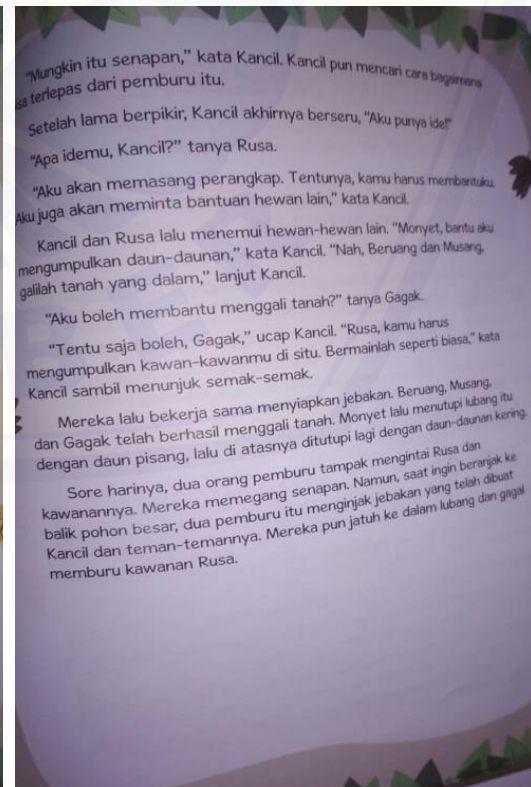 "Mungkin itu senapan," kata Kancil. Kancil pun mencari cara bagaimana
terlepas dari pemburu itu.
Setelah lama berpikir, Kancil akhirnya berseru, "Aku punya ide!"
"Apa idemu, Kancil?" tanya Rusa.
"Aku akan memasang perangkap. Tentunya, kamu harus membantuku.
Aku juga akan meminta bantuan hewan lain," kata Kancil.
Kancil dan Rusa lalu menemui hewan-hewan lain. "Monyet, bantu aku
mengumpulkan daun-daunan," kata Kancil. "Nah, Beruang dan Musang,
galilah tanah yang dalam," lanjut Kancil.
"Aku boleh membantu menggali tanah?" tanya Gagak.
"Tentu saja boleh, Gagak," ucap Kancil. "Rusa, kamu harus
mengumpulkan kawan-kawanmu di situ. Bermainlah seperti biasa," kata
Kancil sambil menunjuk semak-semak.
Mereka lalu bekerja sama menyiapkan jebakan. Beruang, Musang,
dan Gagak telah berhasil menggali tanah. Monyet lalu menutupi lubang itu
dengan daun pisang, lalu di atasnya ditutupi lagi dengan daun-daunan kering.
Sore harinya, dua orang pemburu tampak mengintai Rusa dan
kawanannya. Mereka memegang senapan. Namun, saat ingin beranjak ke
balik pohon besar, dua pemburu itu menginjak jebakan yang telah dibuat
Kancil dan teman-temannya. Mereka pun jatuh ke dalam lubang dan gagal
memburu kawanan Rusa.